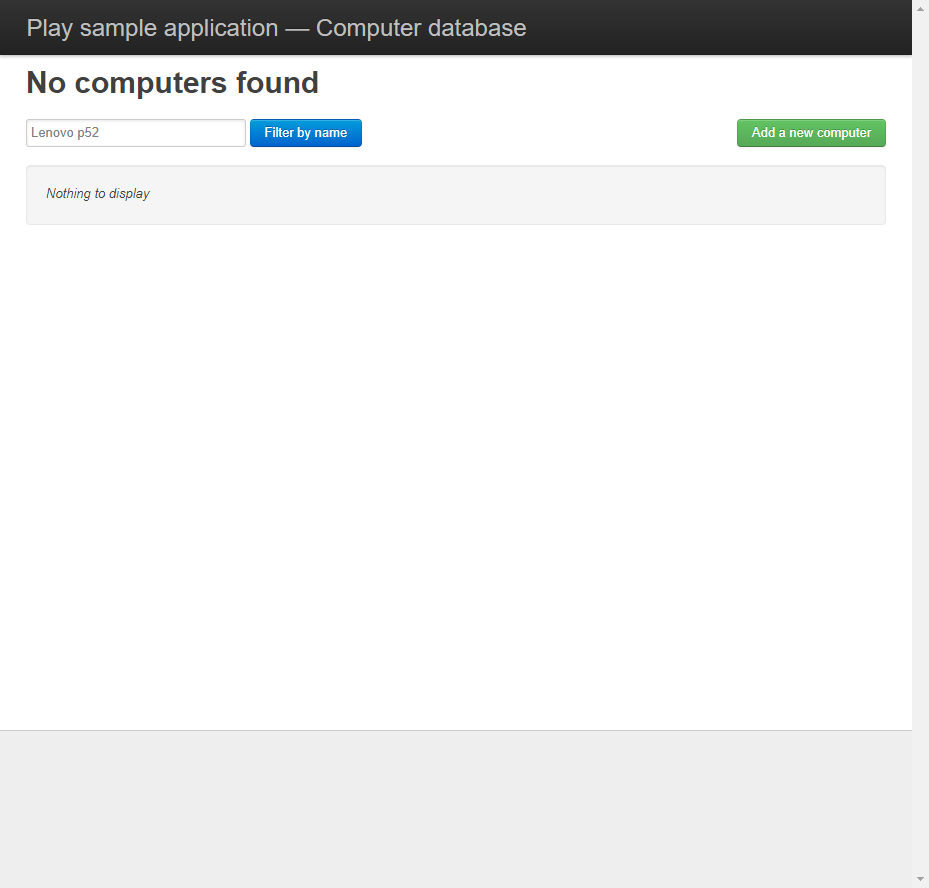 Play sample application — Computer database
No computers found
Lenovo p52
Filter by name
Add a new computer
Nothing to display